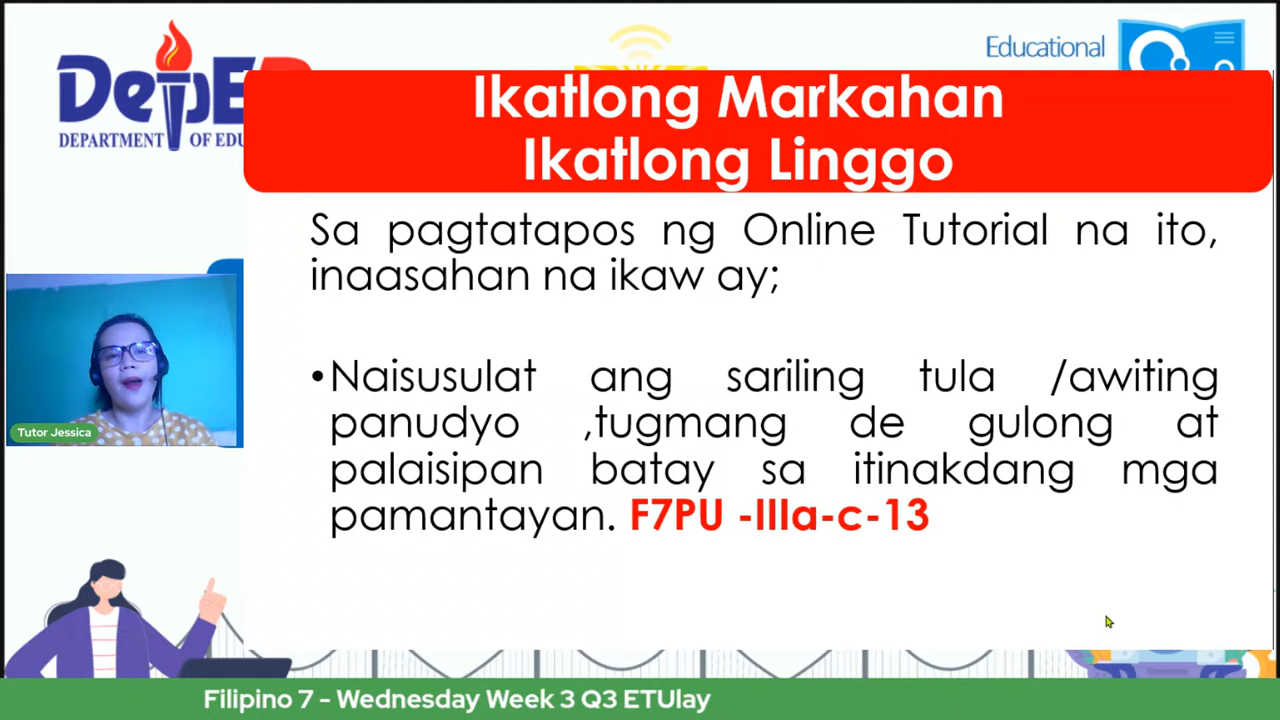 DepED
DEPARTMENT OF EDU
Educational
Ikatlong Markahan
Ikatlong Linggo
Sa pagtatapos ng Online Tutorial na ito,
inaasahan na ikaw ay;
•Naisusulat ang sariling tula /awiting
panudyo ,tugmang de gulong at
palaisipan batay sa itinakdang mga
pamantayan. F7PU -IIIa-c-13
Tutor Jessica
Filipino 7 - Wednesday Week 3 Q3 ETUlay